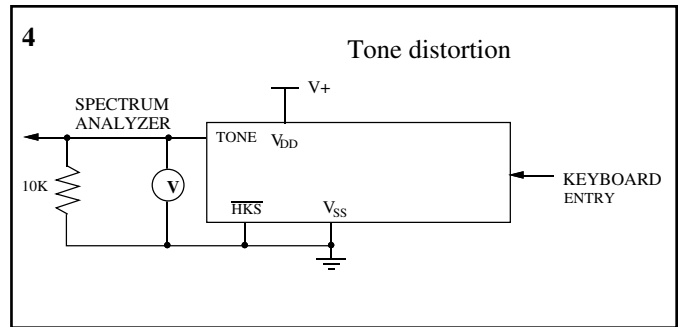 4
Tone distortion
V+
SPECTRUM
ANALYZER
TONE
VDD
10K
V
KEYBOARD
ENTRY
HKS
VSS